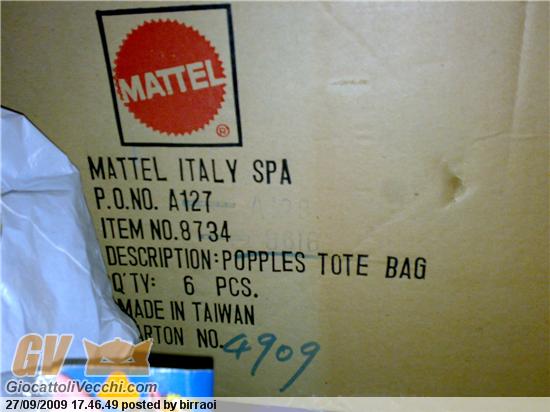 MATTEL
®
MATTEL ITALY SPA
P.O.NO. A127
ITEM NO.8734
DESCRIPTION: POPPLES TOTE BAG
Q'TY: 6 PCS.
MADE IN TAIWAN
ARTON NO. 4909
GV
GiocattoliVecchi.com
27/09/2009 17.46.49 posted by birraoi